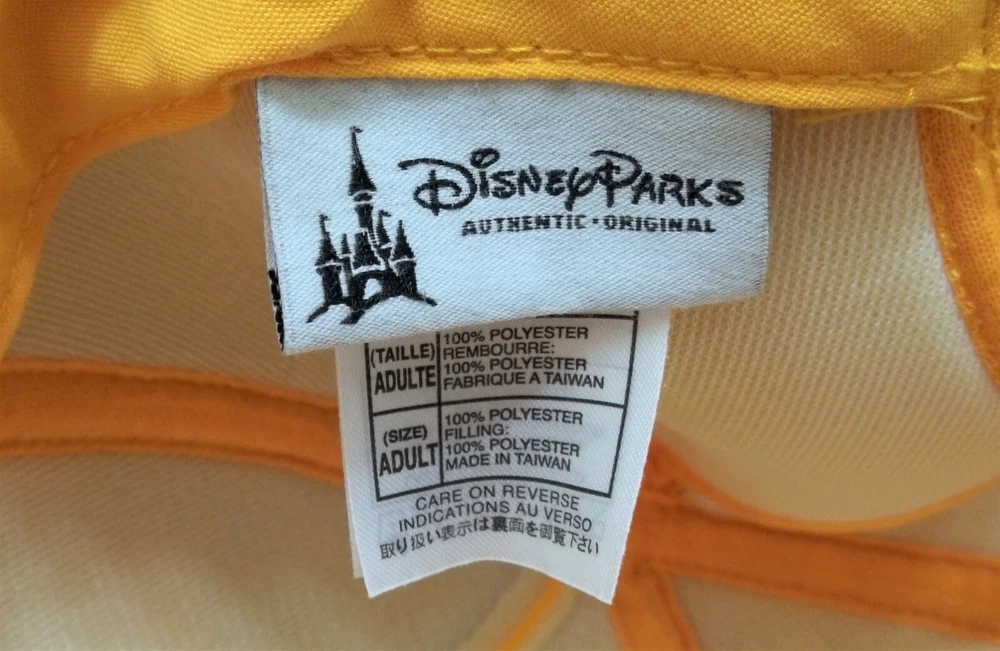 DISNEY PARKS
AUTHENTIC • ORIGINAL
(TAILLE)
ADULTE
100% POLYESTER
REMBOURRE:
100% POLYESTER
FABRIQUE A TAIWAN
(SIZE)
ADULT
100% POLYESTER
FILLING:
100% POLYESTER
MADE IN TAIWAN
CARE ON REVERSE
INDICATIONS AU VERSO
取り扱い表示は裏面を御覧下さい